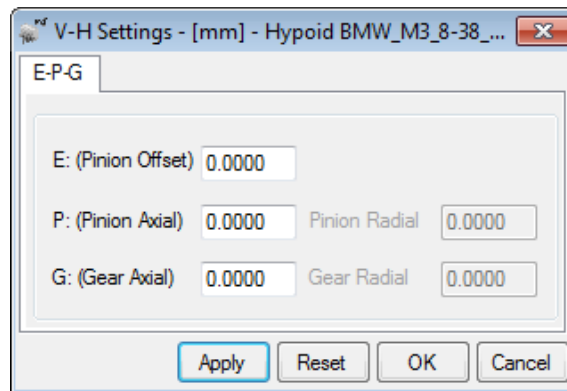 V-H Settings - [mm] - Hypoid BMW_M3_8-38_...
E-P-G
E: (Pinion Offset) 0.0000
P: (Pinion Axial) 0.0000 Pinion Radial 0.0000
G: (Gear Axial) 0.0000 Gear Radial 0.0000
Apply Reset OK Cancel